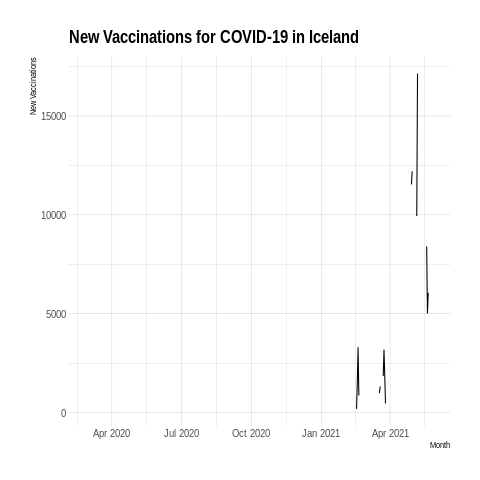 New Vaccinations for COVID-19 in Iceland
New Vaccinations
15000
10000
5000
0
Apr 2020 Jul 2020 Oct 2020 Jan 2021 Apr 2021
Month